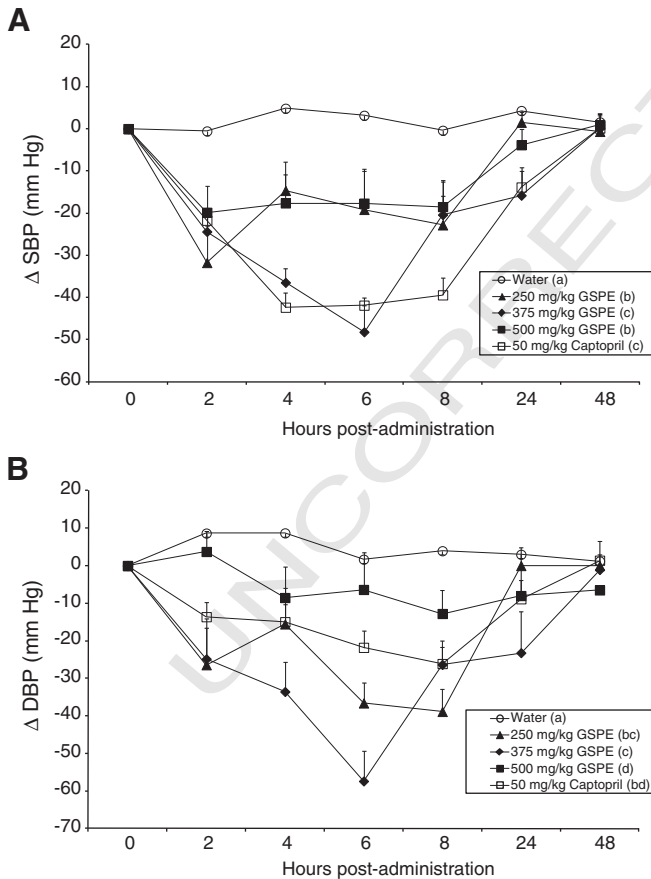 A
20
10
0
-10
-20
-30
-40
-50
-60
Δ SBP (mm Hg)
Water (a)
250 mg/kg GSPE (b)
375 mg/kg GSPE (c)
500 mg/kg GSPE (b)
50 mg/kg Captopril (c)
0 2 4 6 8 24 48
Hours post-administration
B
20
10
0
-10
-20
-30
-40
-50
-60
-70
Δ DBP (mm Hg)
Water (a)
250 mg/kg GSPE (bc)
375 mg/kg GSPE (c)
500 mg/kg GSPE (d)
50 mg/kg Captopril (bd)
0 2 4 6 8 24 48
Hours post-administration
UNCORREC